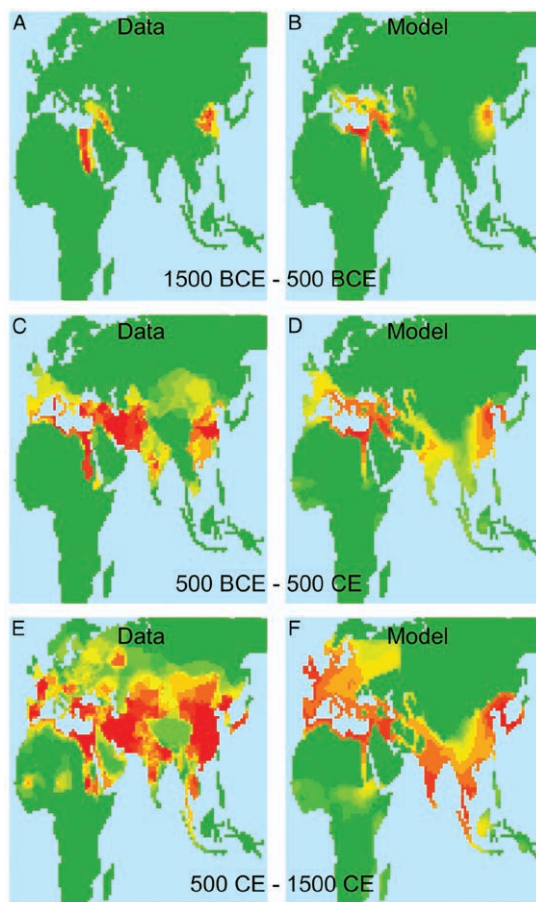 A Data
B Model
1500 BCE - 500 BCE
C Data
D Model
500 BCE - 500 CE
E Data
F Model
500 CE - 1500 CE